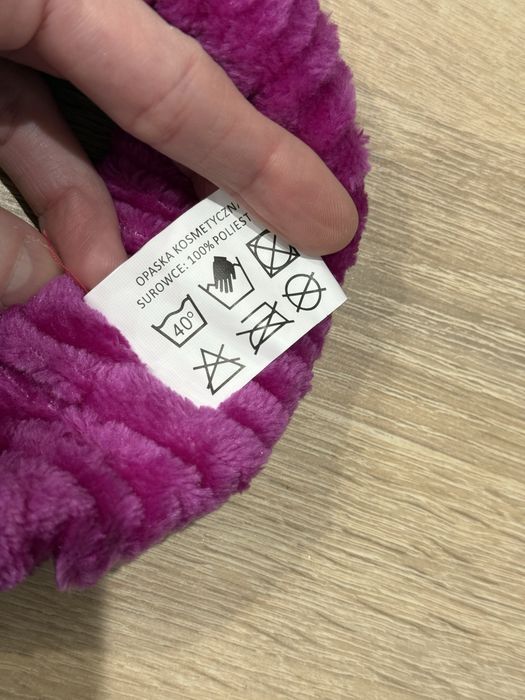 OPASKA KOSMETYCZN
SUROWCE: 100% POLIEST
40°